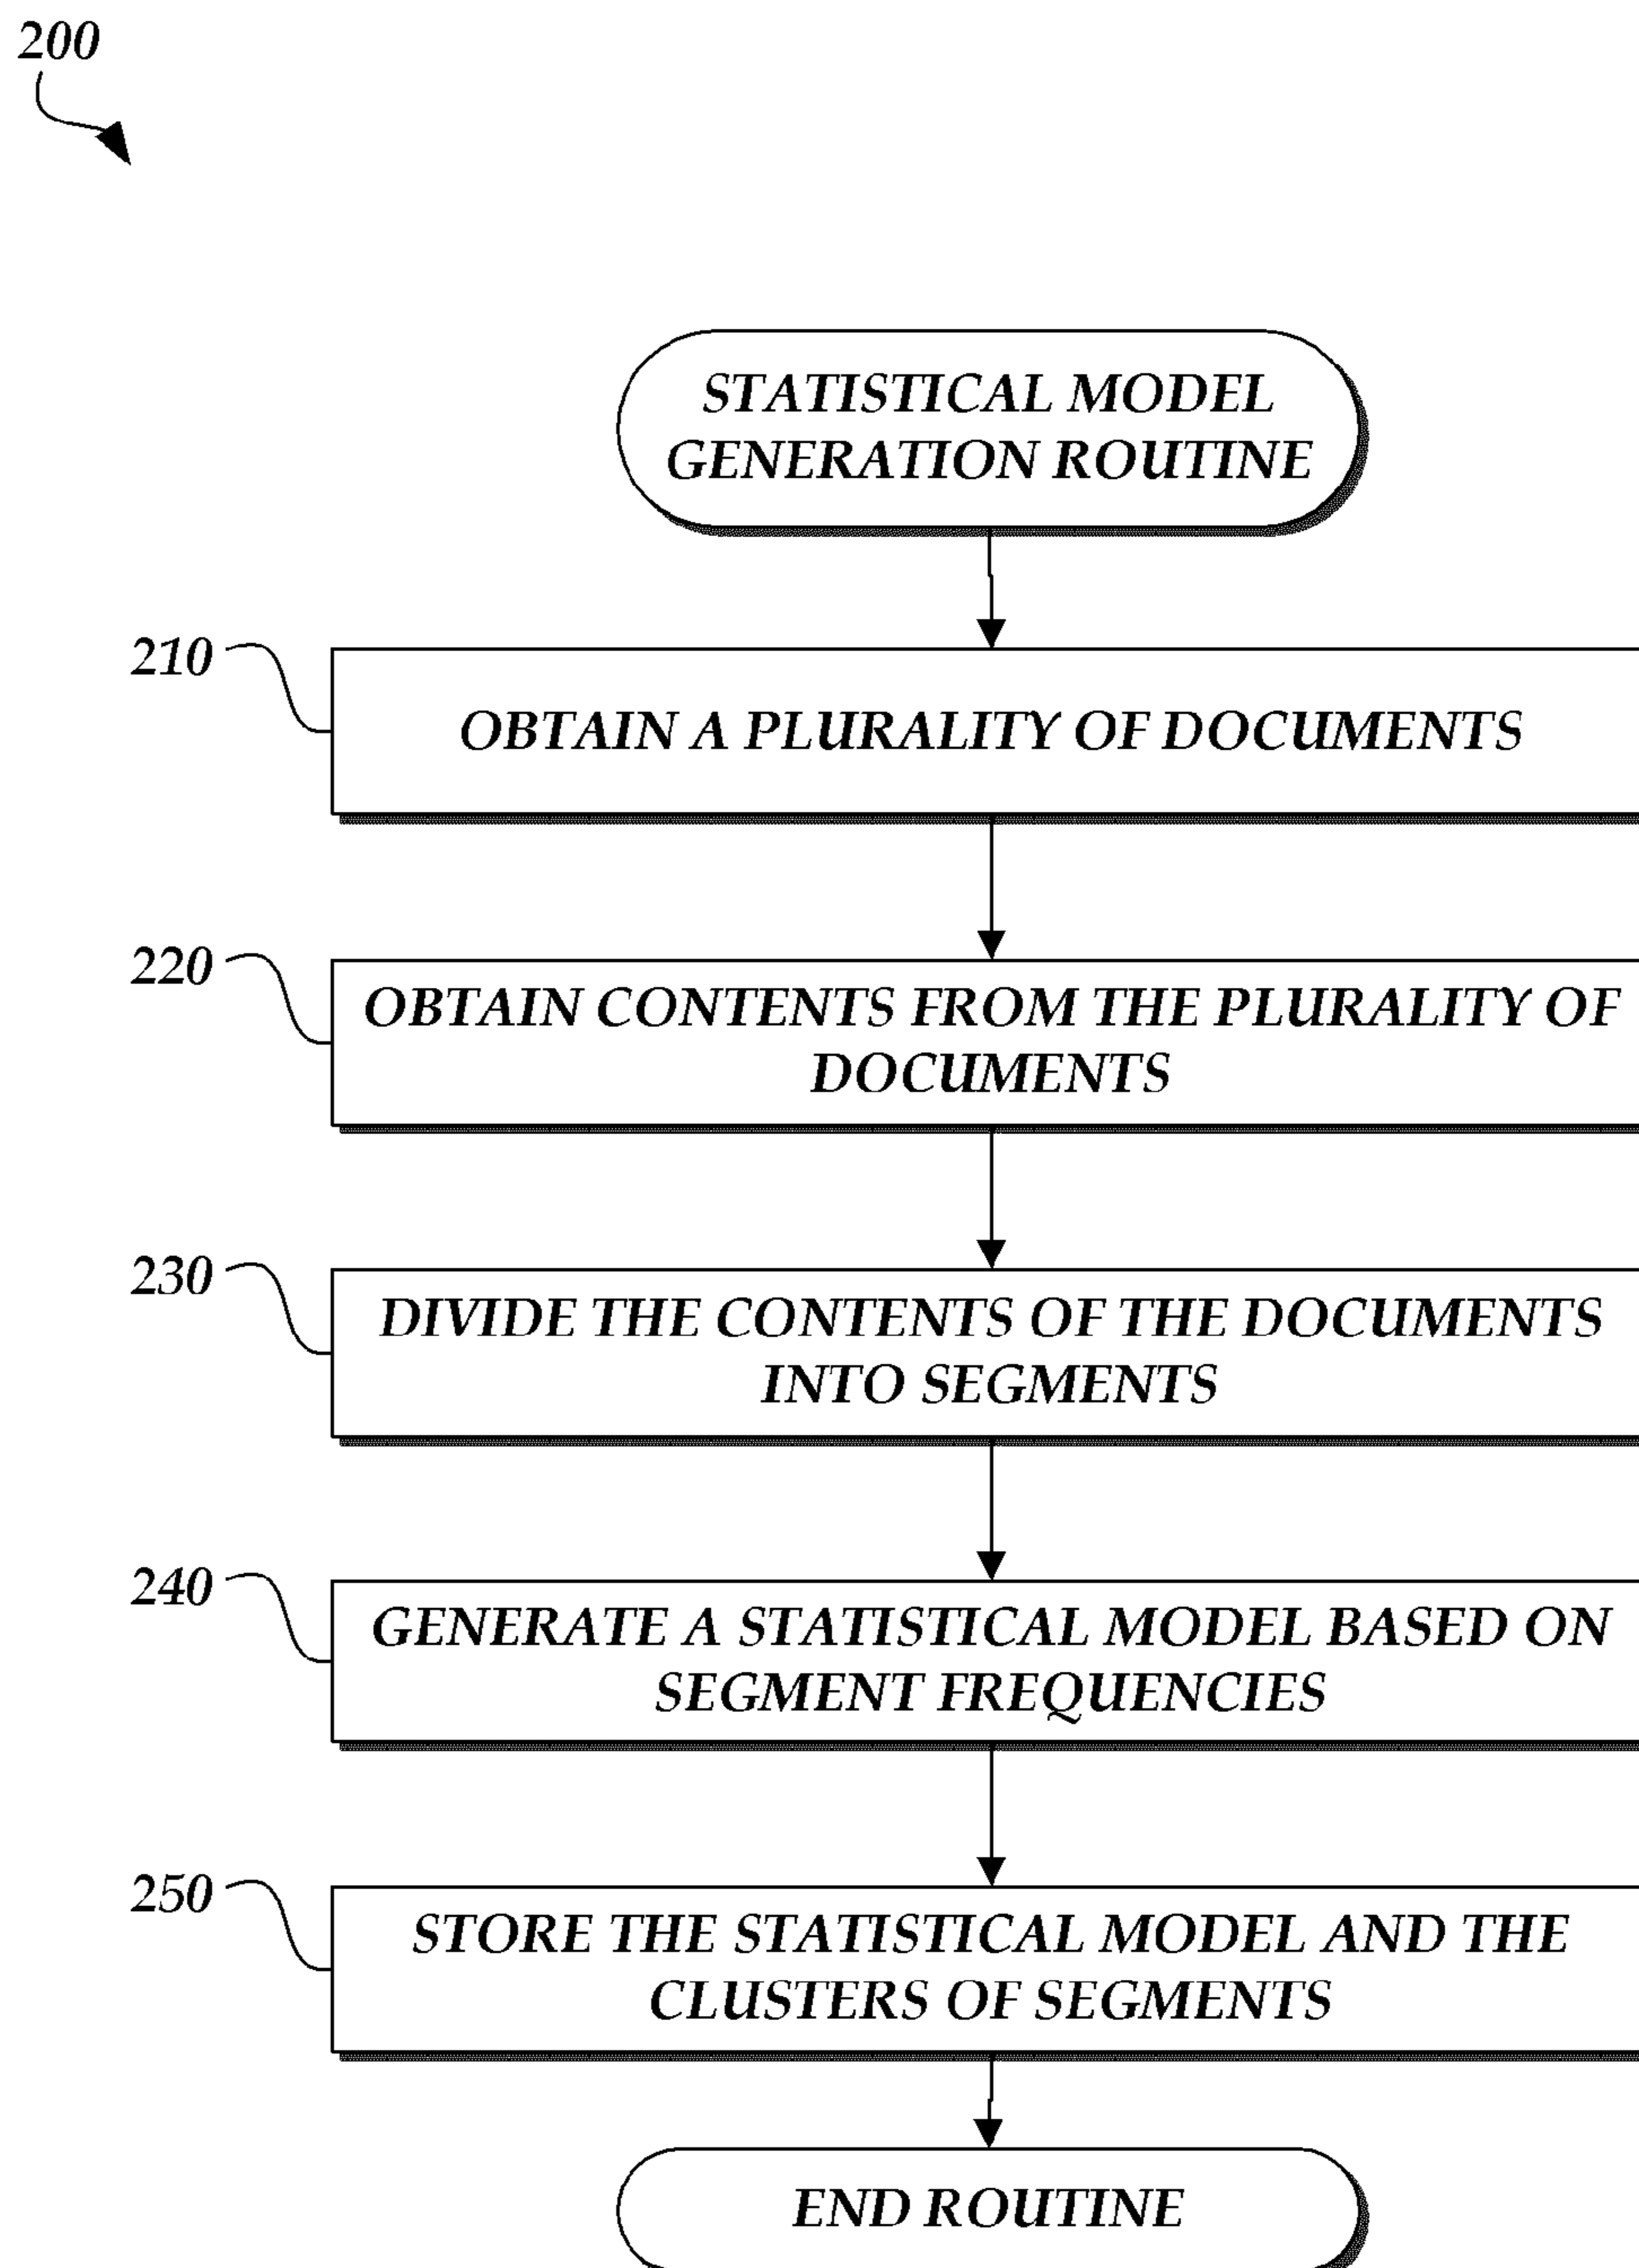 200
STATISTICAL MODEL
GENERATION ROUTINE
210
OBTAIN A PLURALITY OF DOCUMENTS
220
OBTAIN CONTENTS FROM THE PLURALITY OF
DOCUMENTS
230
DIVIDE THE CONTENTS OF THE DOCUMENTS
INTO SEGMENTS
240
GENERATE A STATISTICAL MODEL BASED ON
SEGMENT FREQUENCIES
250
STORE THE STATISTICAL MODEL AND THE
CLUSTERS OF SEGMENTS
END ROUTINE